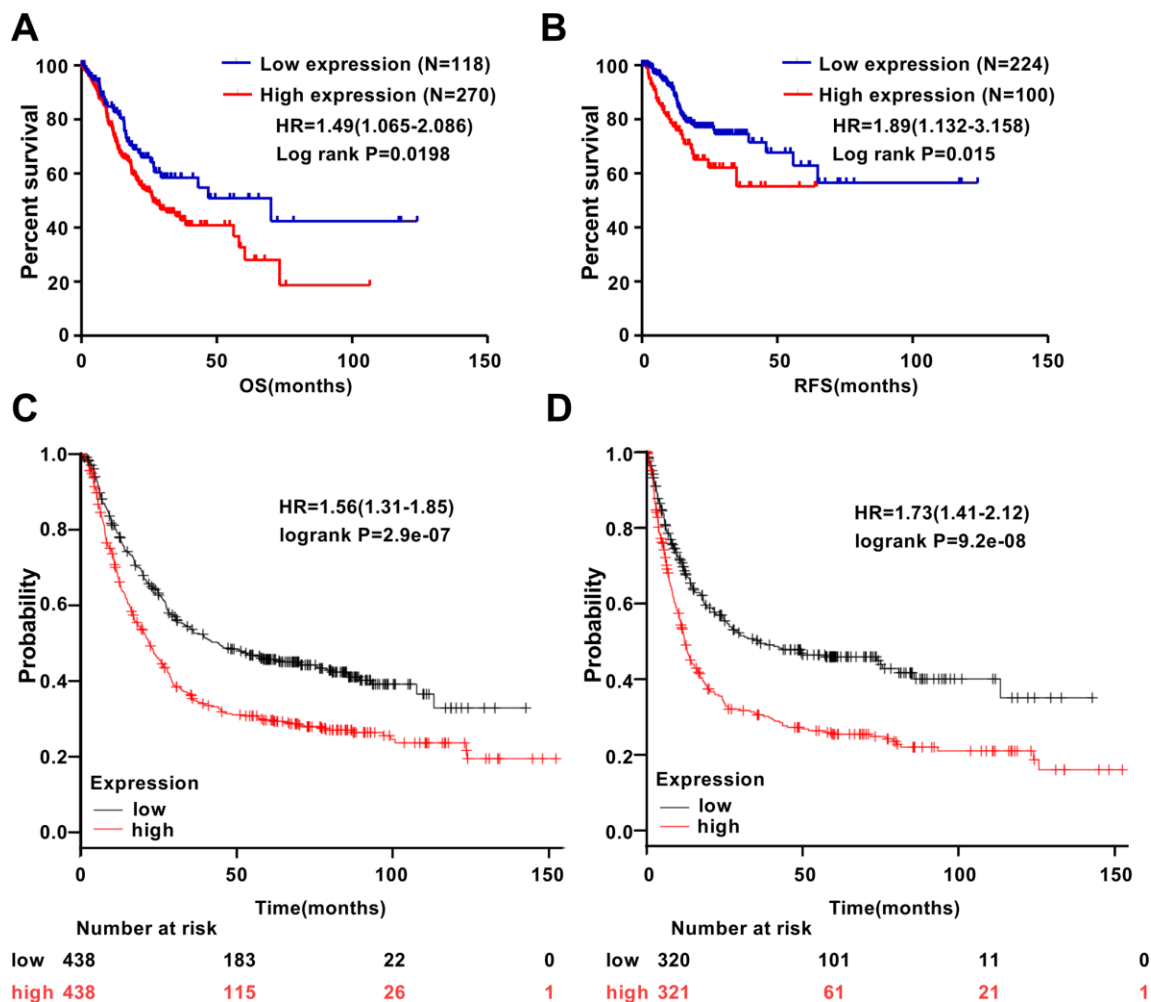 A
Low expression (N=118)
High expression (N=270)
HR=1.49(1.065-2.086)
Log rank P=0.0198
Percent survival
100
80
60
40
20
0
0 50 100 150
OS(months)
B
Low expression (N=224)
High expression (N=100)
HR=1.89(1.132-3.158)
Log rank P=0.015
Percent survival
100
80
60
40
20
0
0 50 100 150
RFS(months)
C
HR=1.56(1.31-1.85)
logrank P=2.9e-07
Probability
1.0
0.8
0.6
0.4
0.2
0.0
Expression
low
high
0 50 100 150
Time(months)
Number at risk
low 438 183 22 0
high 438 115 26 1
D
HR=1.73(1.41-2.12)
logrank P=9.2e-08
Probability
1.0
0.8
0.6
0.4
0.2
0.0
Expression
low
high
0 50 100 150
Time(months)
Number at risk
low 320 101 11 0
high 321 61 21 1